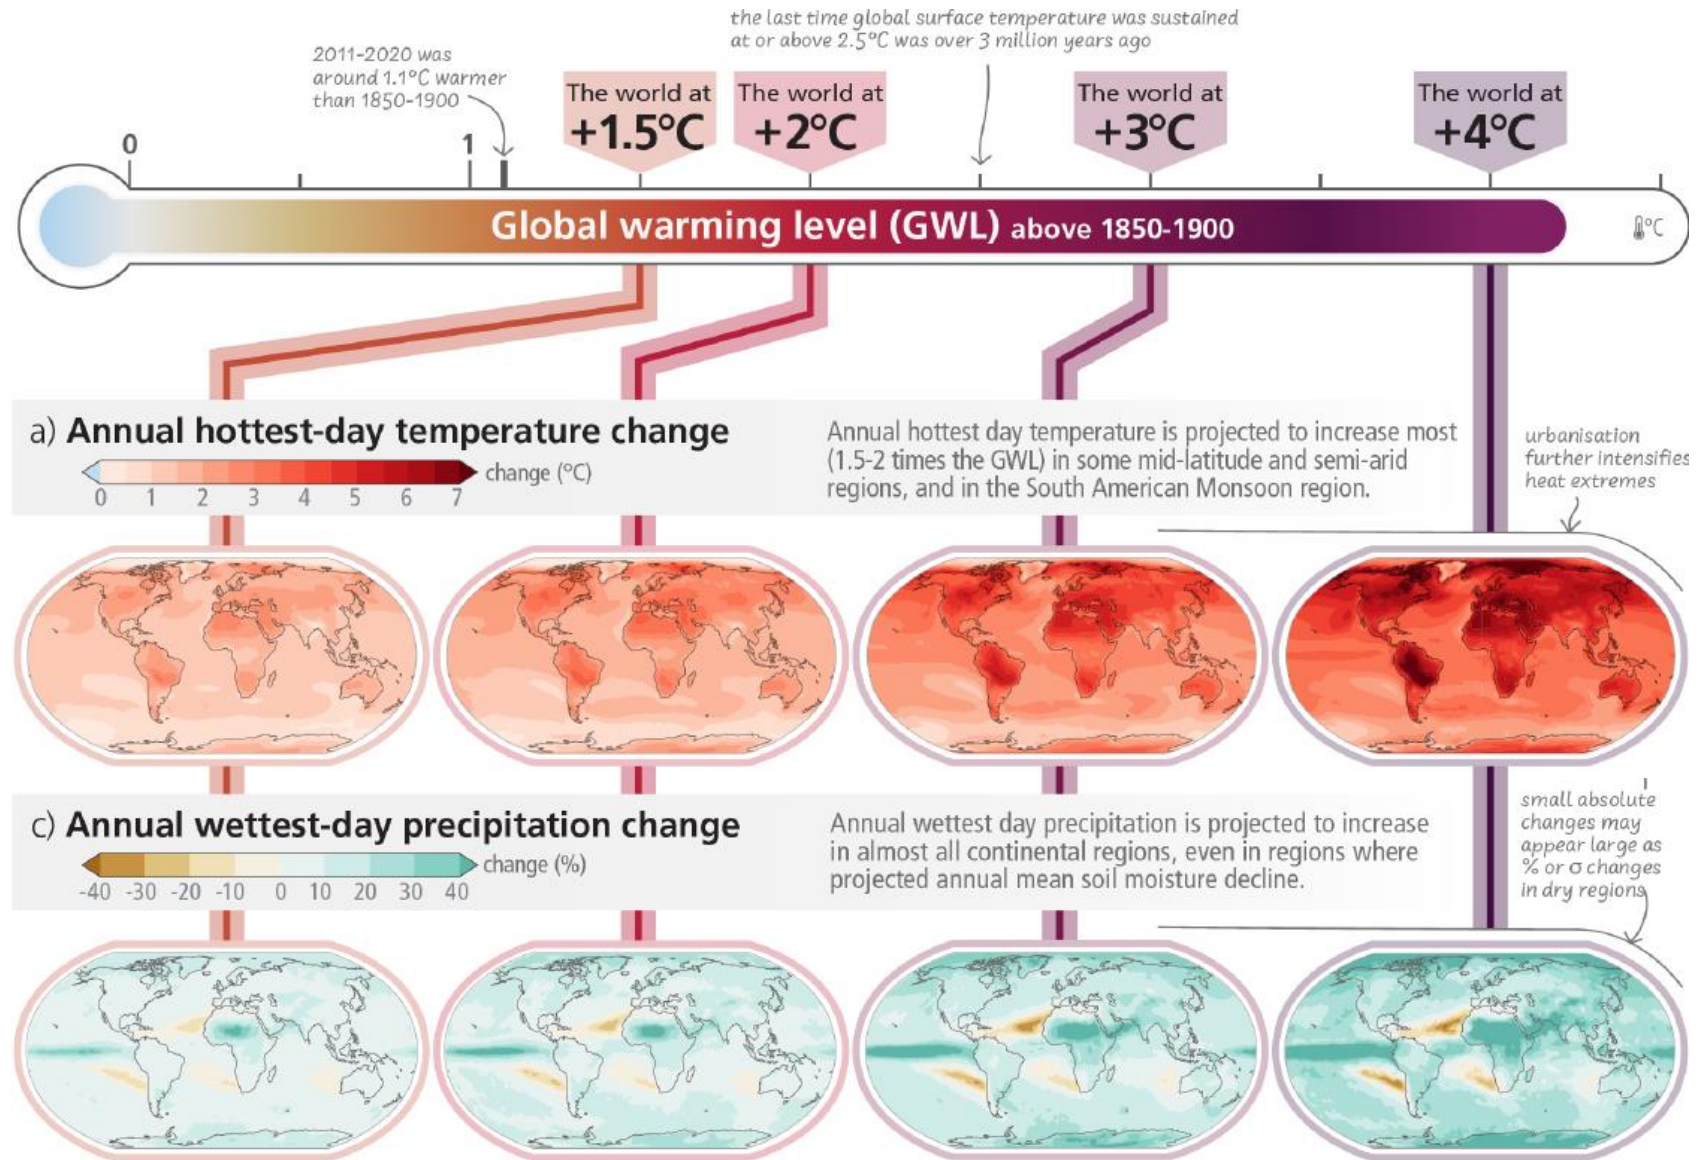 the last time global surface temperature was sustained
at or above 2.5°C was over 3 million years ago
2011-2020 was
around 1.1°C warmer
than 1850-1900
The world at
+1.5°C
The world at
+2°C
The world at
+3°C
The world at
+4°C
0
1
Global warming level (GWL) above 1850-1900
°C
a) Annual hottest-day temperature change
change (°C)
0 1 2 3 4 5 6 7
Annual hottest day temperature is projected to increase most
(1.5-2 times the GWL) in some mid-latitude and semi-arid
regions, and in the South American Monsoon region.
urbanisation
further intensifies
heat extremes
c) Annual wettest-day precipitation change
change (%)
-40 -30 -20 -10 0 10 20 30 40
Annual wettest day precipitation is projected to increase
in almost all continental regions, even in regions where
projected annual mean soil moisture decline.
small absolute
changes may
appear large as
% or σ changes
in dry regions